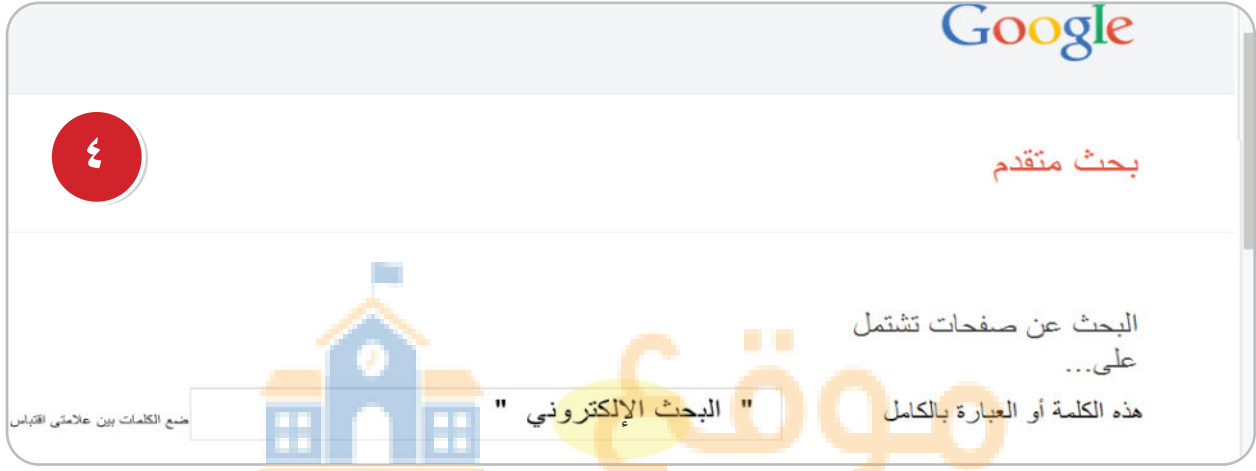 Google
٤
بحث متقدم
البحث عن صفحات تشتمل
على...
هذه الكلمة أو العبارة بالكامل
" البحث الإلكتروني "
ضع الكلمات بين علامتى اقتباس
موقع